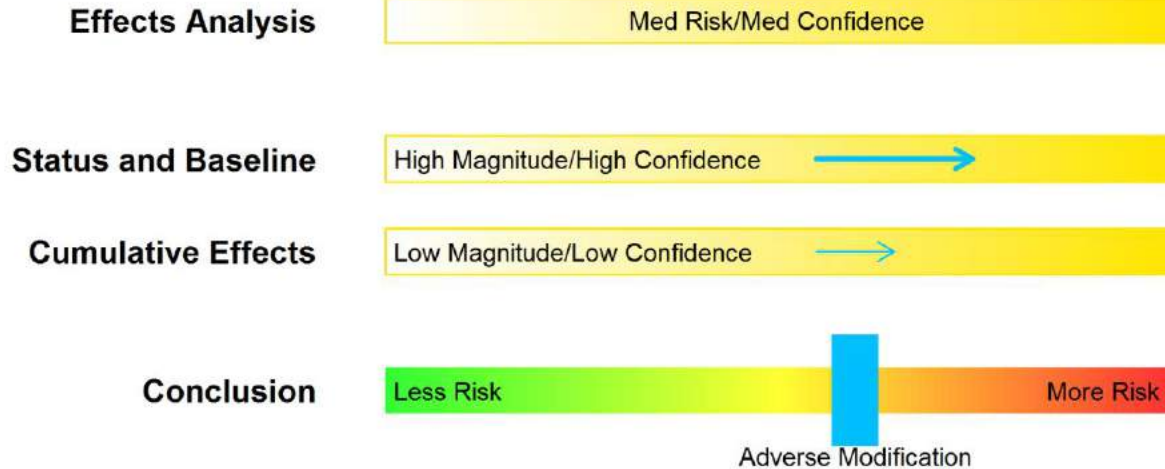 Effects Analysis
Med Risk/Med Confidence
Status and Baseline
High Magnitude/High Confidence
Cumulative Effects
Low Magnitude/Low Confidence
Conclusion
Less Risk
More Risk
Adverse Modification